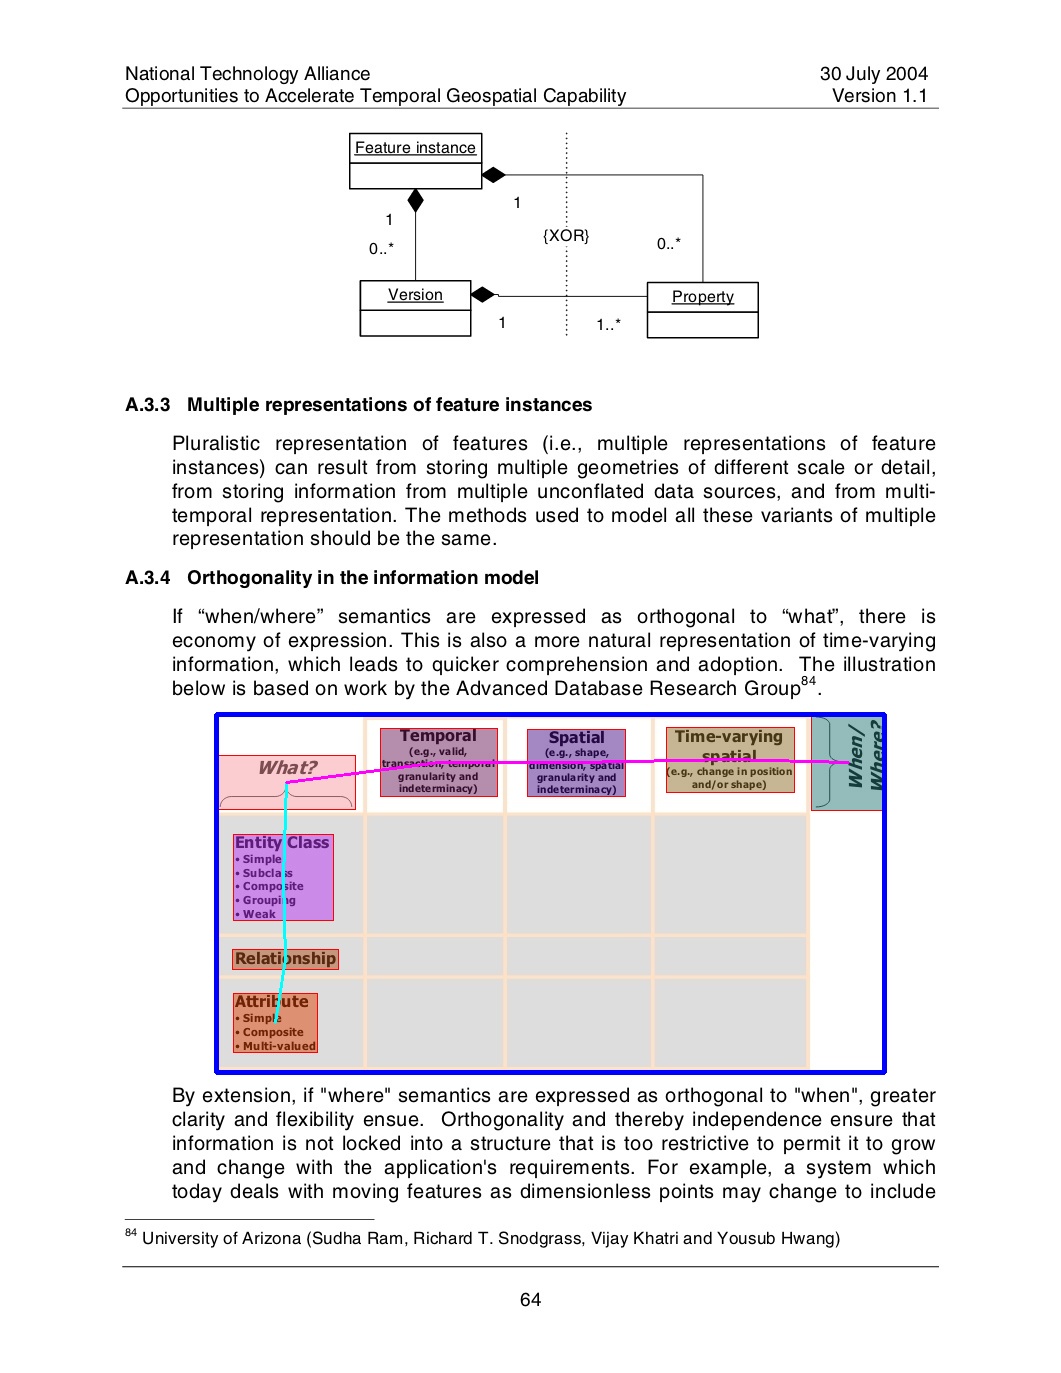 National Technology Alliance
30 July 2004
Opportunities to Accelerate Temporal Geospatial Capability
Version 1.1
Feature instance
1
1
{XOR}
0..*
0..*
Version
Property
1
1..*
A.3.3 Multiple representations of feature instances
Pluralistic representation of features (i.e., multiple representations of feature
instances) can result from storing multiple geometries of different scale or detail,
from storing information from multiple unconflated data sources, and from multi-
temporal representation. The methods used to model all these variants of multiple
representation should be the same.
A.3.4 Orthogonality in the information model
If “when/where” semantics are expressed as orthogonal to “what”, there is
economy of expression. This is also a more natural representation of time-varying
information, which leads to quicker comprehension and adoption. The illustration
below is based on work by the Advanced Database Research Group84.
What?
Temporal
(e.g., valid,
transaction, temporal
granularity and
indeterminacy)
Spatial
(e.g., shape,
dimension, spatial
granularity and
indeterminacy)
Time-varying
spatial
(e.g., change in position
and/or shape)
When/
Where?
Entity Class
• Simple
• Subclass
• Composite
• Grouping
• Weak
Relationship
Attribute
• Simple
• Composite
• Multi-valued
By extension, if "where" semantics are expressed as orthogonal to "when", greater
clarity and flexibility ensue. Orthogonality and thereby independence ensure that
information is not locked into a structure that is too restrictive to permit it to grow
and change with the application's requirements. For example, a system which
today deals with moving features as dimensionless points may change to include
84 University of Arizona (Sudha Ram, Richard T. Snodgrass, Vijay Khatri and Yousub Hwang)
64